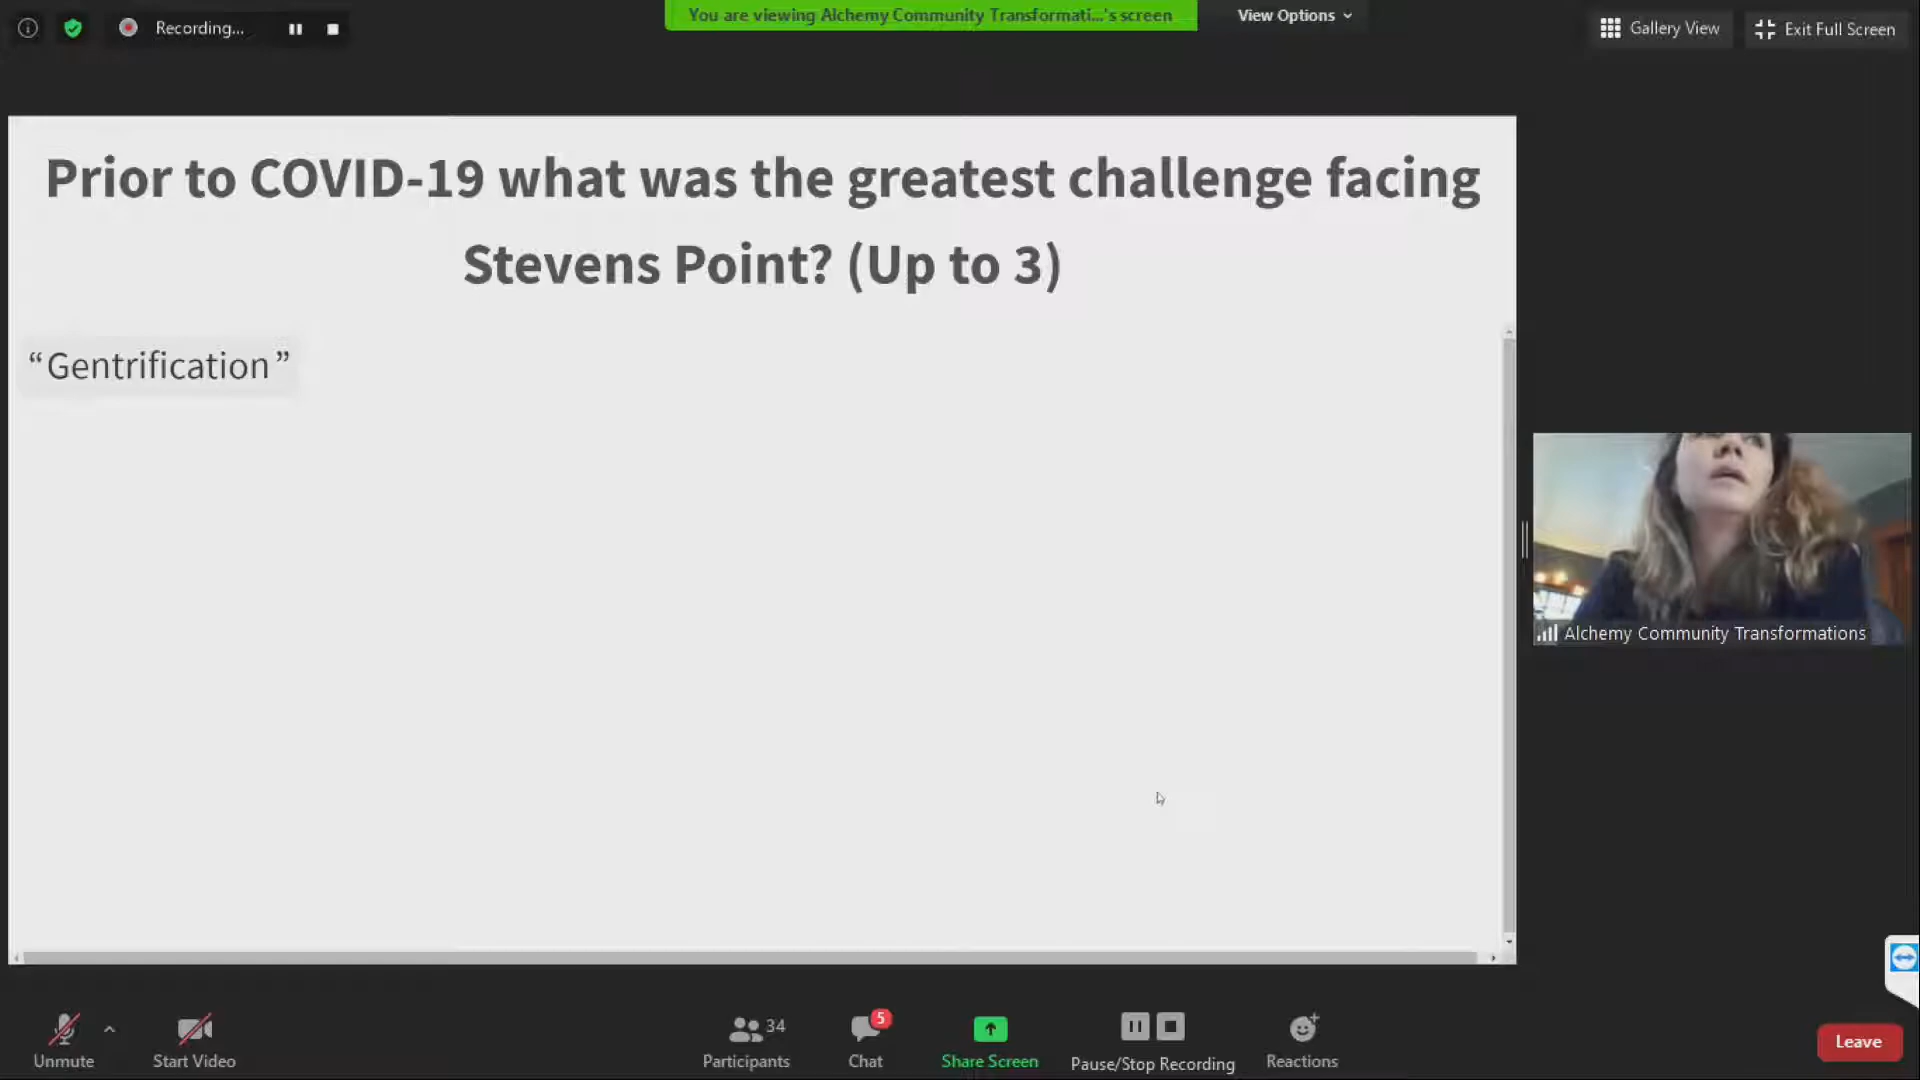 Recording...
You are viewing Alchemy Community Transformati...'s screen
View Options
Gallery View
Exit Full Screen
Prior to COVID-19 what was the greatest challenge facing
Stevens Point? (Up to 3)
“Gentrification”
Alchemy Community Transformations
Unmute
Start Video
34
Participants
5
Chat
Share Screen
Pause/Stop Recording
Reactions
Leave